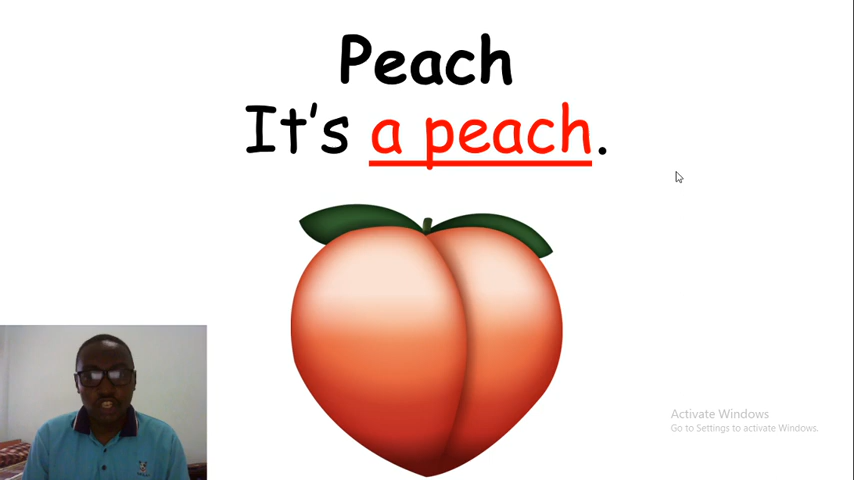 Peach
It's a peach.
Activate Windows
Go to Settings to activate Windows.